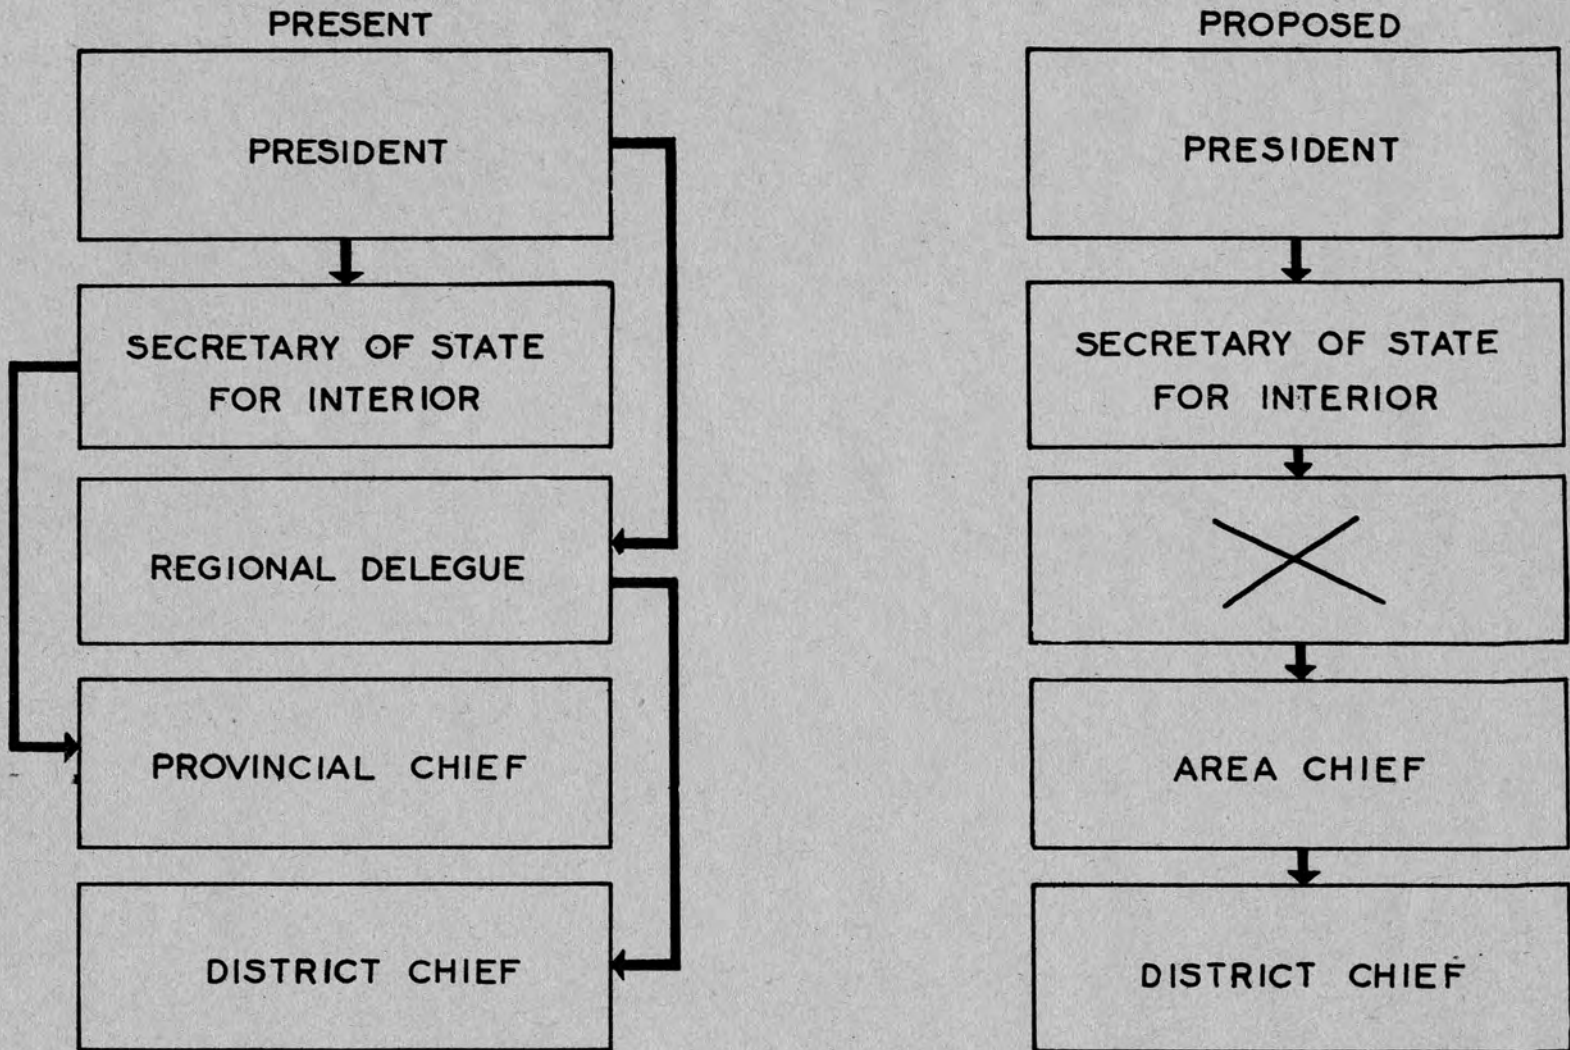 PRESENT
PRESIDENT
SECRETARY OF STATE
FOR INTERIOR
REGIONAL DELEGUE
PROVINCIAL CHIEF
DISTRICT CHIEF
PROPOSED
PRESIDENT
SECRETARY OF STATE
FOR INTERIOR
AREA CHIEF
DISTRICT CHIEF